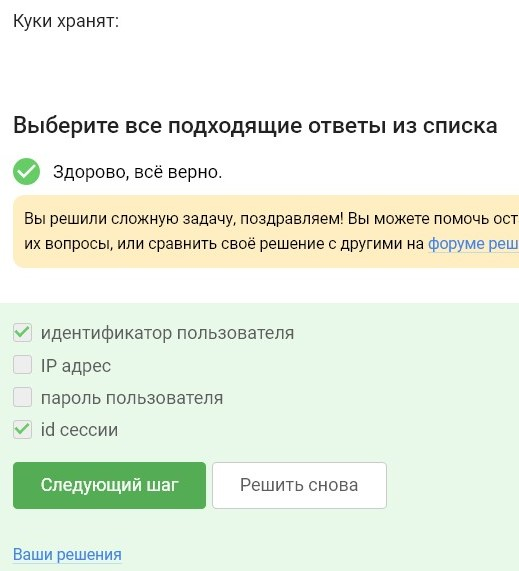 Куки хранят:
Выберите все подходящие ответы из списка
Здорово, всё верно.
Вы решили сложную задачу, поздравляем! Вы можете помочь ост
их вопросы, или сравнить своё решение с другими на форуме реш
идентификатор пользователя
IP адрес
пароль пользователя
id сессии
Следующий шаг
Решить снова
Ваши решения